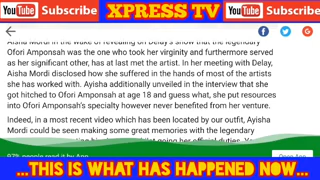 YouTube Subscribe XPRESS TV YouTube Subscribe
Aisha Mordi in the wake of revealing on Delay's show that the legendary
Ofori Amponsah was the one who took her virginity and furthermore served
as her significant other, has at last met the artist. In her meeting with Delay,
Aisha Mordi disclosed how she suffered in the hands of most of the artists
she has worked with. Ayisha additionally unveiled in the interview that she
got hitched to Ofori Amponsah at age 18 and guess what, she put resources
into Ofori Amponsah's specialty however never benefited from her venture.
Indeed, in a most recent video which has been located by our outfit, Ayisha
Mordi could be seen making some great memories with the legendary
...THIS IS WHAT HAS HAPPENED NOW...